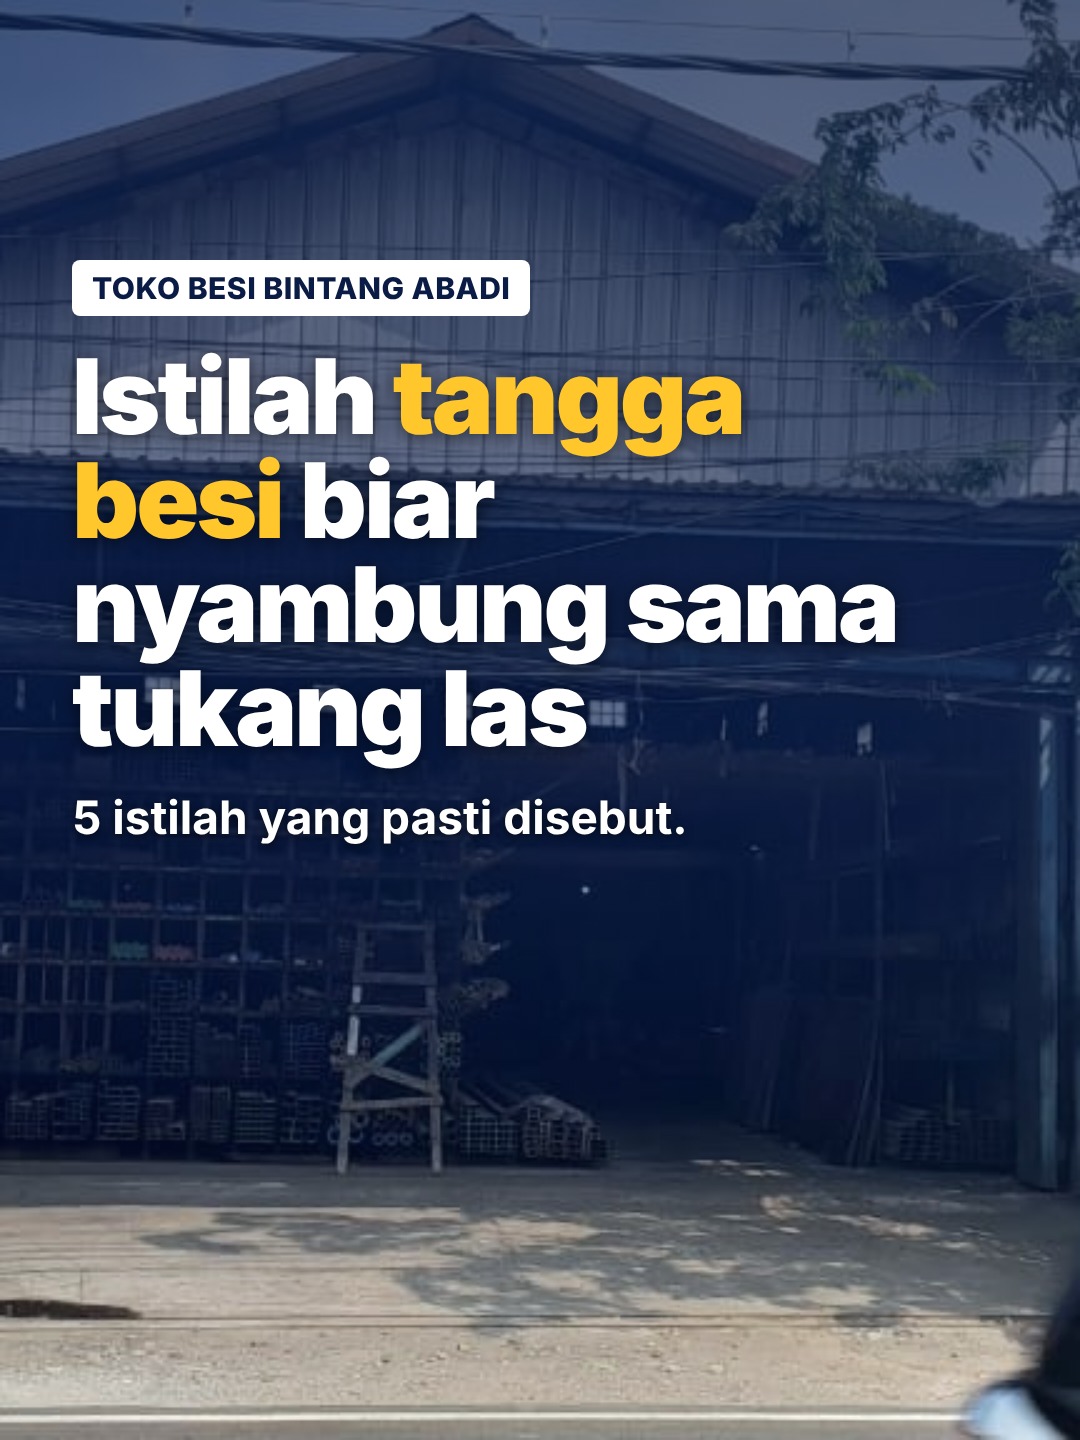 TOKO BESI BINTANG ABADI
Istilah tangga
besi biar
nyambung sama
tukang las
5 istilah yang pasti disebut.